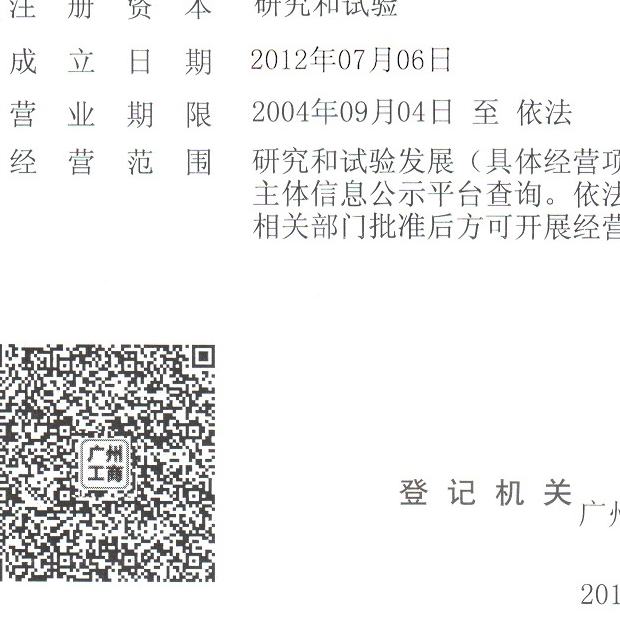 注册资本 研究和试验
成立日期 2012年07月06日
营业期限 2004年09月04日 至 依法
经营范围 研究和试验发展（具体经营项
主体信息公示平台查询。依法
相关部门批准后方可开展经营
广州
工商
登记机关
广州
201